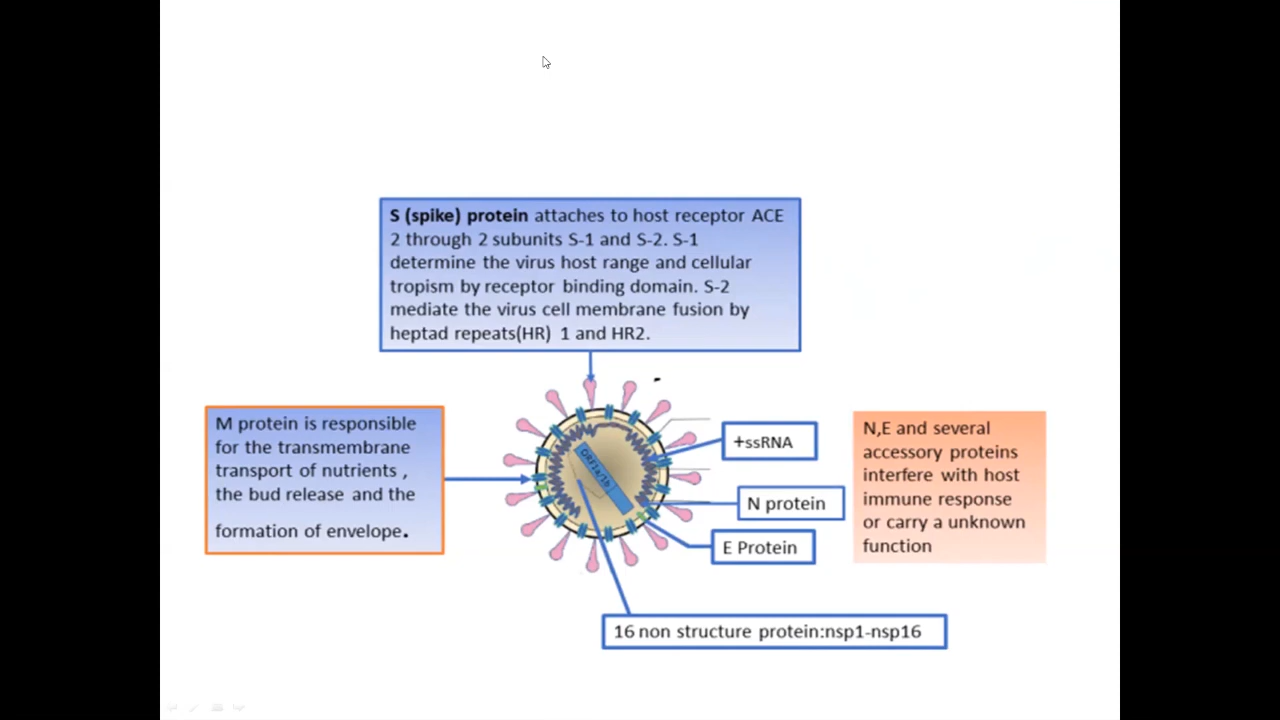 S (spike) protein attaches to host receptor ACE
2 through 2 subunits S-1 and S-2. S-1
determine the virus host range and cellular
tropism by receptor binding domain. S-2
mediate the virus cell membrane fusion by
heptad repeats(HR) 1 and HR2.
M protein is responsible
for the transmembrane
transport of nutrients ,
the bud release and the
formation of envelope.
ORF1a/1b
+ssRNA
N protein
E Protein
N,E and several
accessory proteins
interfere with host
immune response
or carry a unknown
function
16 non structure protein:nsp1-nsp16